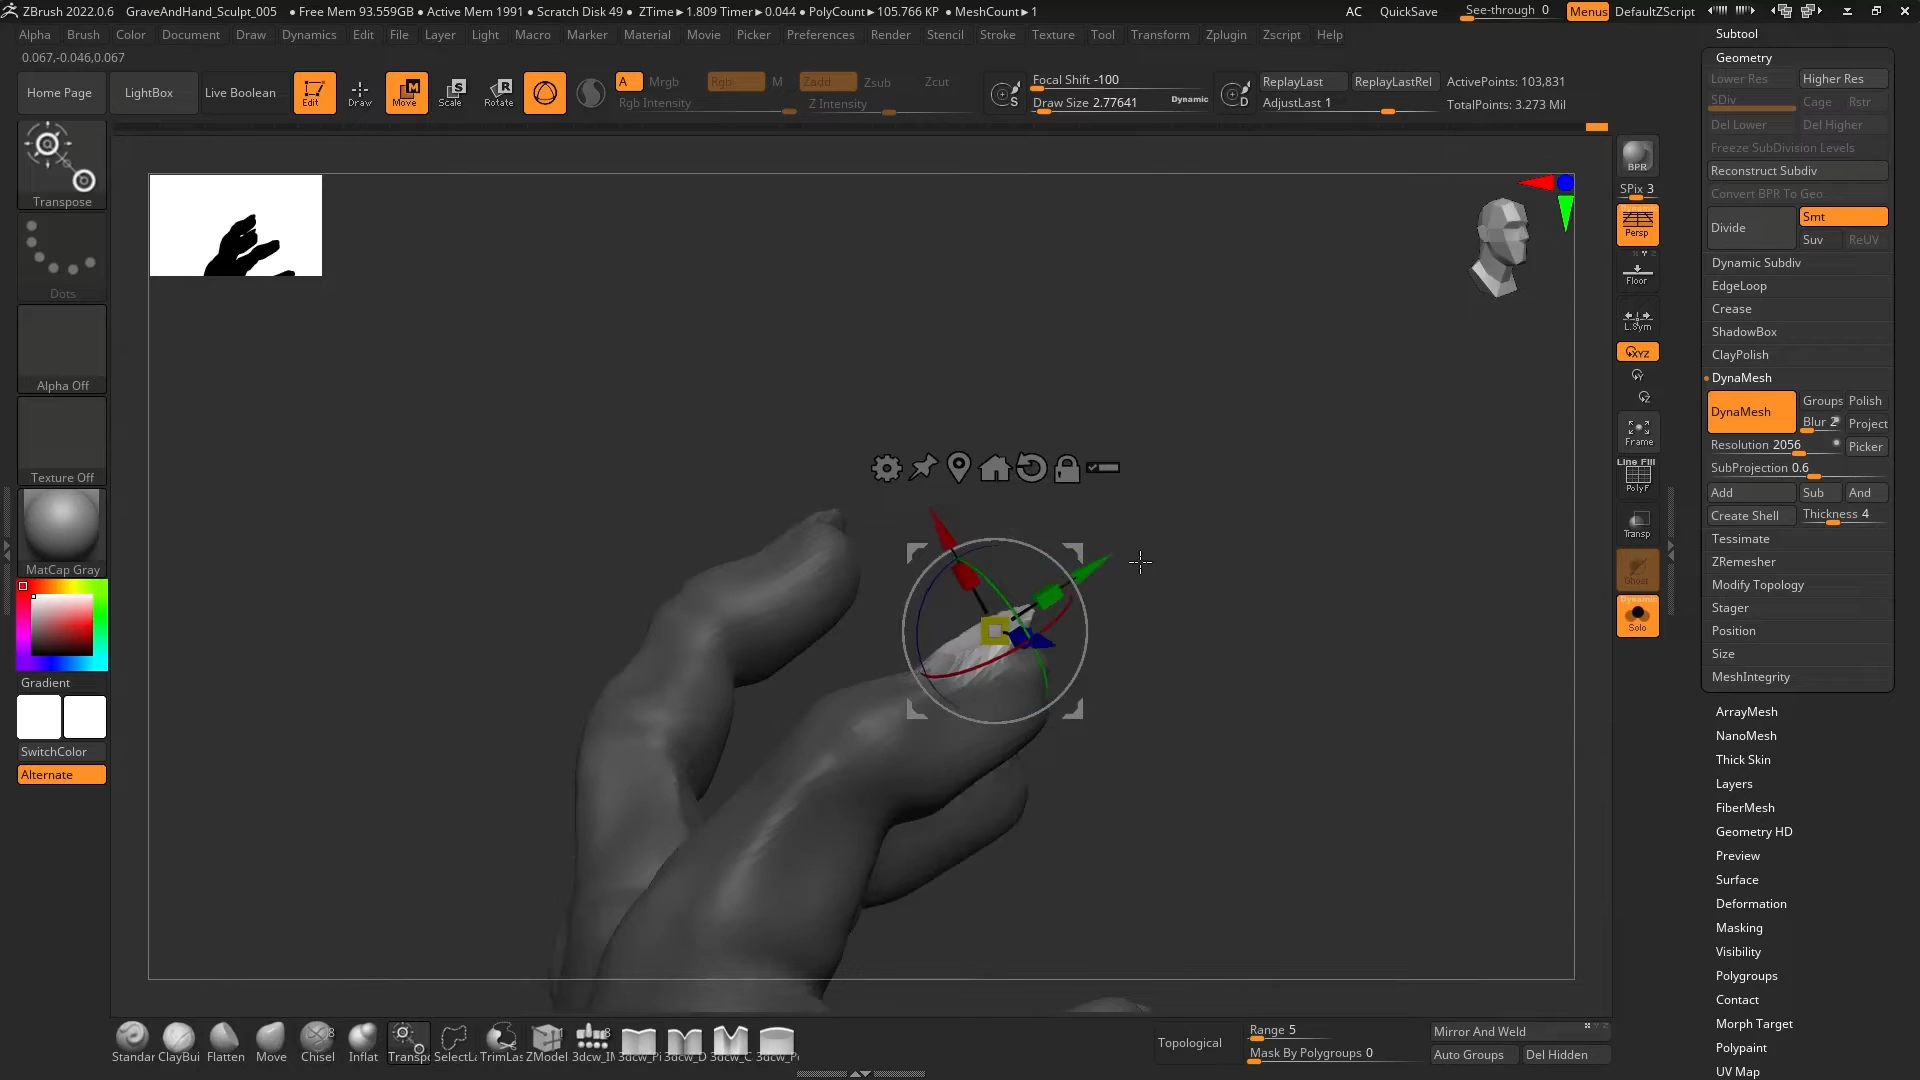 ZBrush 2022.0.6 GraveAndHand_Sculpt_005 ● Free Mem 93.559GB ● Active Mem 1991 ● Scratch Disk 49 ● ZTime►1.809 Timer►0.044 ● PolyCount►105.766 KP ● MeshCount►1 AC QuickSave See-through 0 Menus DefaultZScript
Alpha Brush Color Document Draw Dynamics Edit File Layer Light Macro Marker Material Movie Picker Preferences Render Stencil Stroke Texture Tool Transform Zplugin Zscript Help
0.067,-0.046,0.067
Home Page LightBox Live Boolean Edit Draw Move Scale Rotate
A Mrgb Rgb M Zadd Zsub Zcut
Rgb Intensity Z Intensity
S Focal Shift -100
Draw Size 2.77641 Dynamic D
ReplayLast ReplayLastRel ActivePoints: 103,831
AdjustLast 1 TotalPoints: 3.273 Mil
Transpose
Dots
Alpha Off
Texture Off
MatCap Gray
Gradient
SwitchColor
Alternate
BPR
SPix 3
Dynamic
Persp
Floor
L.Sym
XYZ
Y
Z
Frame
Line Fill
PolyF
Transp
Ghost
Dynamic
Solo
Subtool
Geometry
Lower Res Higher Res
SDiv Cage Rstr
Del Lower Del Higher
Freeze SubDivision Levels
Reconstruct Subdiv
Convert BPR To Geo
Divide Smt
Suv ReUV
Dynamic Subdiv
EdgeLoop
Crease
ShadowBox
ClayPolish
DynaMesh
DynaMesh Groups Polish
Blur 2 Project
Resolution 2056 Picker
SubProjection 0.6
Add Sub And
Create Shell Thickness 4
Tessimate
ZRemesher
Modify Topology
Stager
Position
Size
MeshIntegrity
ArrayMesh
NanoMesh
Thick Skin
Layers
FiberMesh
Geometry HD
Preview
Surface
Deformation
Masking
Visibility
Polygroups
Contact
Morph Target
Polypaint
UV Map
Standar ClayBui Flatten Move Chisel Inflat Transpo SelectLa TrimLas ZModel 3dcw_IM 3dcw_Pi 3dcw_D 3dcw_C 3dcw_Po
Topological Range 5
Mask By Polygroups 0
Mirror And Weld
Auto Groups Del Hidden